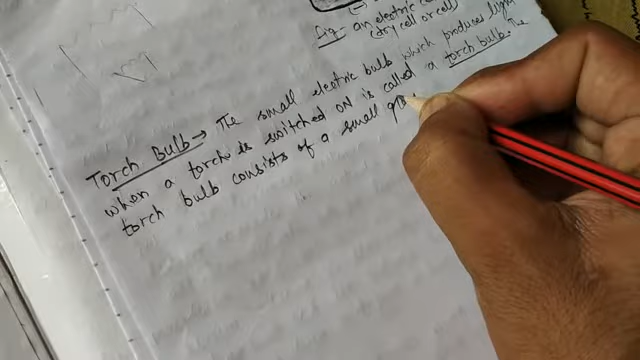 fig:- an electric ce
(dry cell or cell)
Torch Bulb → The small electric bulb which produces light
when a torch is switched ON is called a torch bulb. The
torch bulb consists of a small